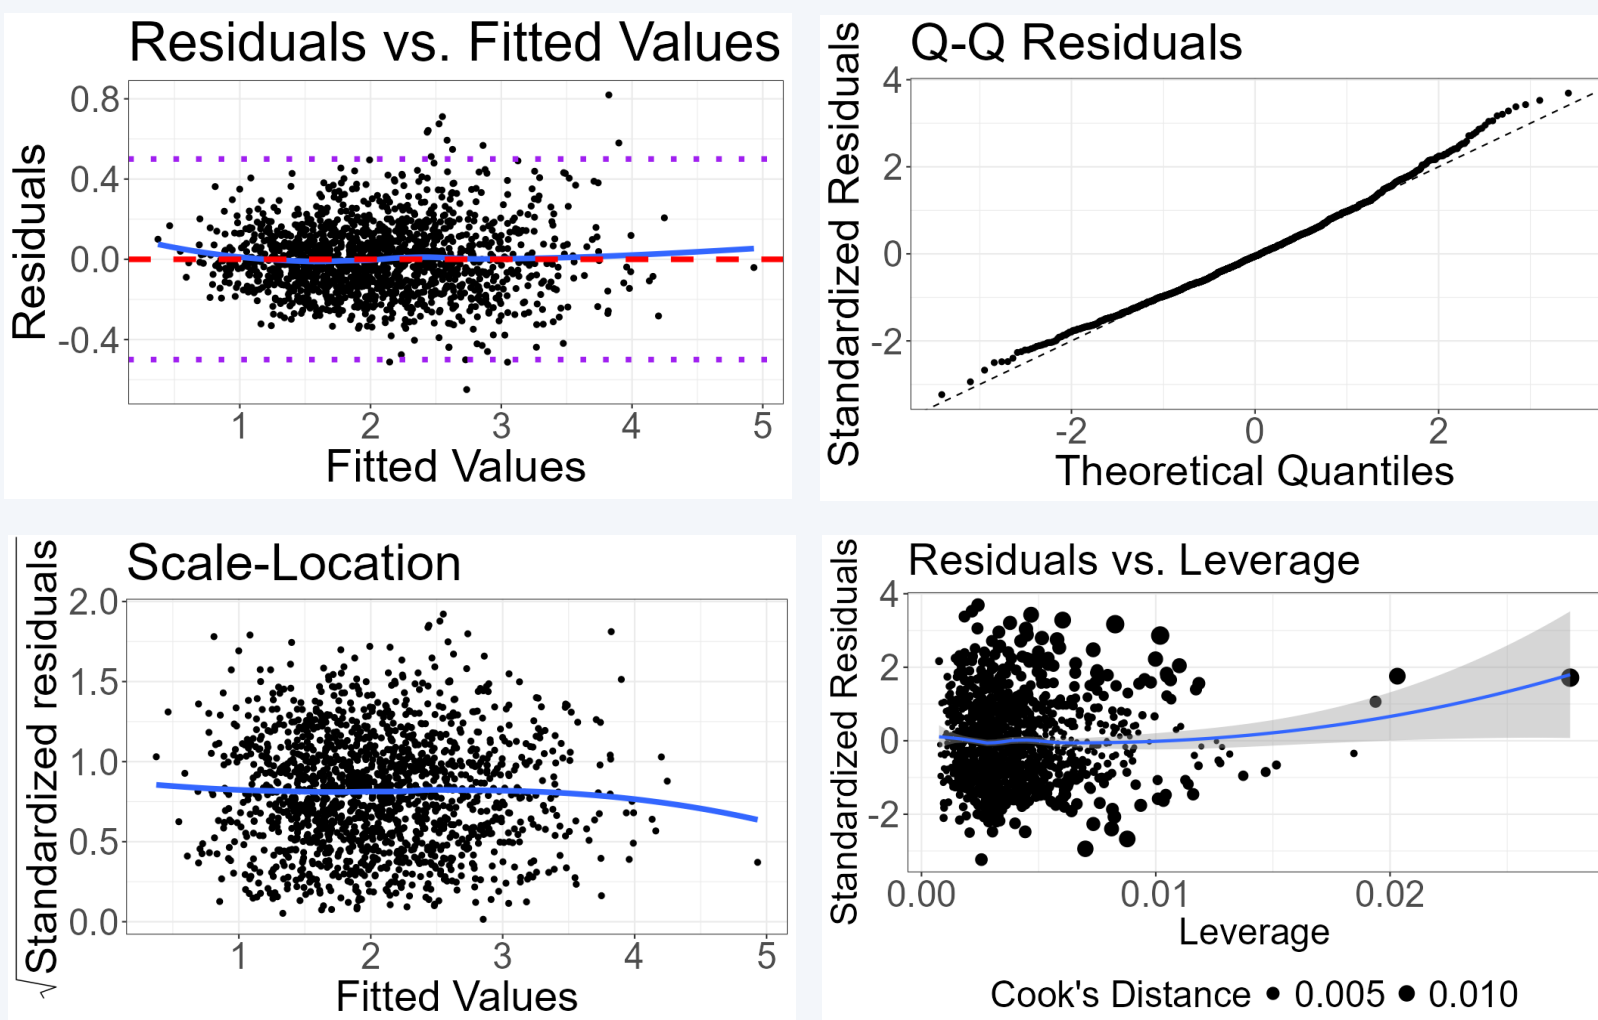 Residuals vs. Fitted Values
Residuals
0.8
0.4
0.0
-0.4
1 2 3 4 5
Fitted Values
Q-Q Residuals
Standardized Residuals
4
2
0
-2
-2 0 2
Theoretical Quantiles
Scale-Location
√Standardized residuals
2.0
1.5
1.0
0.5
0.0
1 2 3 4 5
Fitted Values
Residuals vs. Leverage
Standardized Residuals
4
2
0
-2
0.00 0.01 0.02
Leverage
Cook's Distance 0.005 0.010